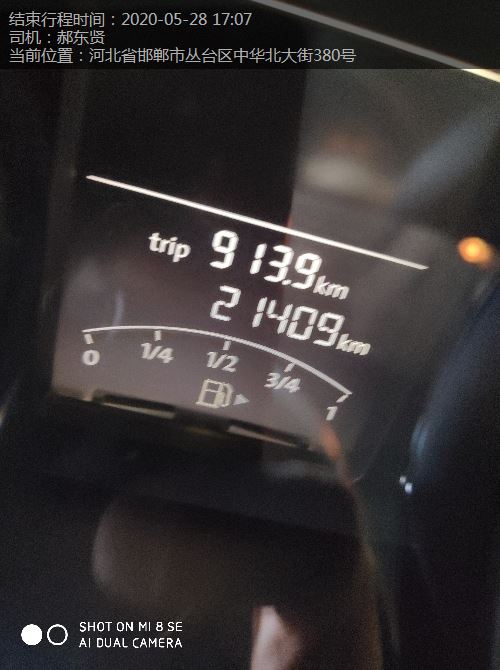 结束行程时间：2020-05-28 17:07
司机：郝东贤
当前位置：河北省邯郸市丛台区中华北大街380号
trip 913.9km
21409km
0 1/4 1/2 3/4 1
SHOT ON MI 8 SE
AI DUAL CAMERA